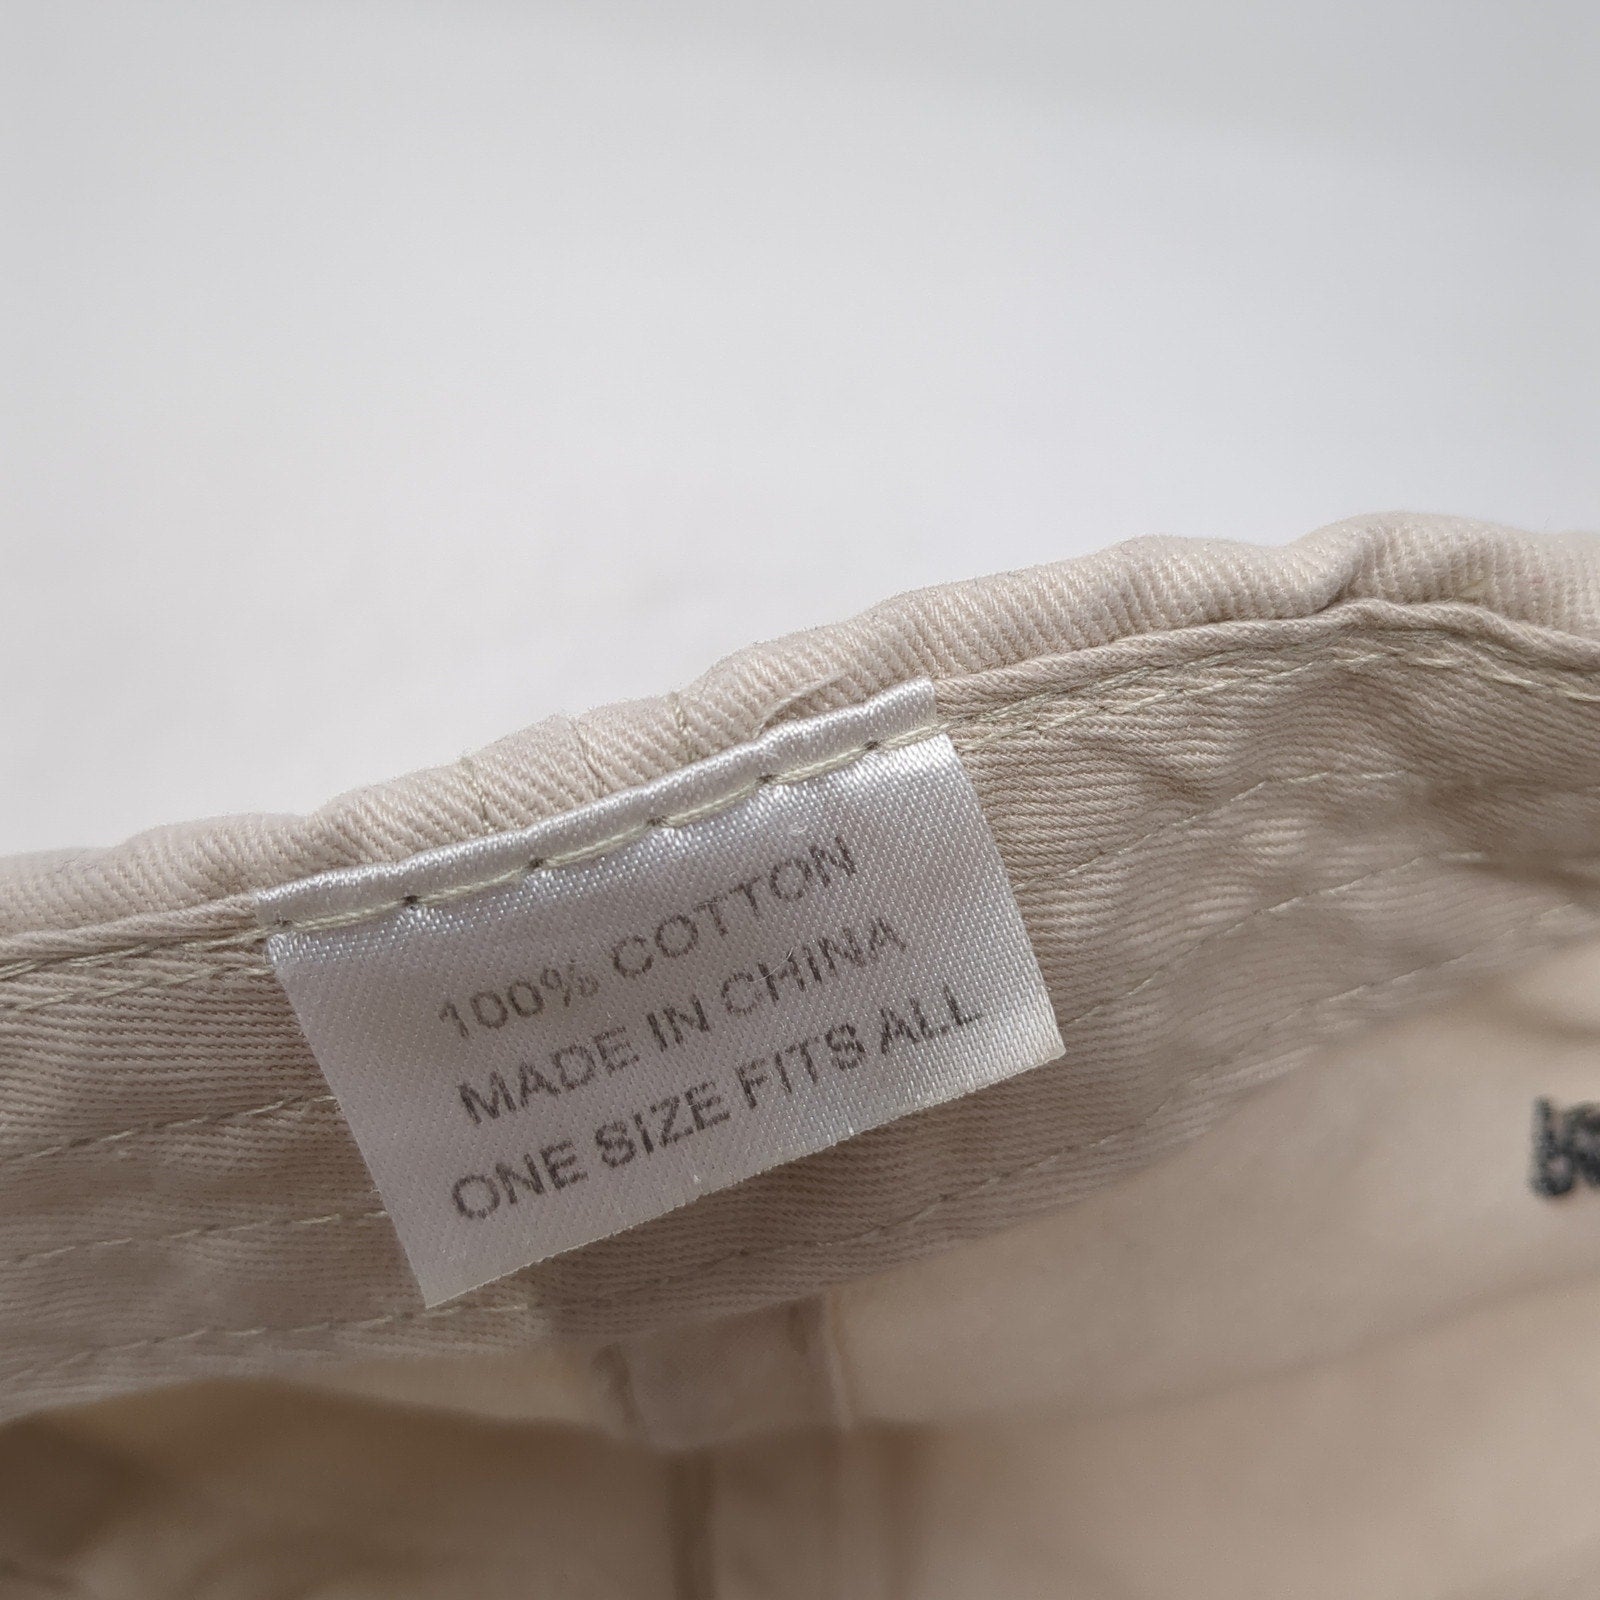 100% COTTON
MADE IN CHINA
ONE SIZE FITS ALL